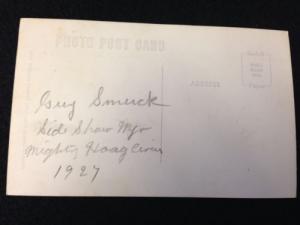 PHOTO POST CARD
ADDRESS
Guy Smuck
Side Show Mgr
Mighty Haag Circus
1927